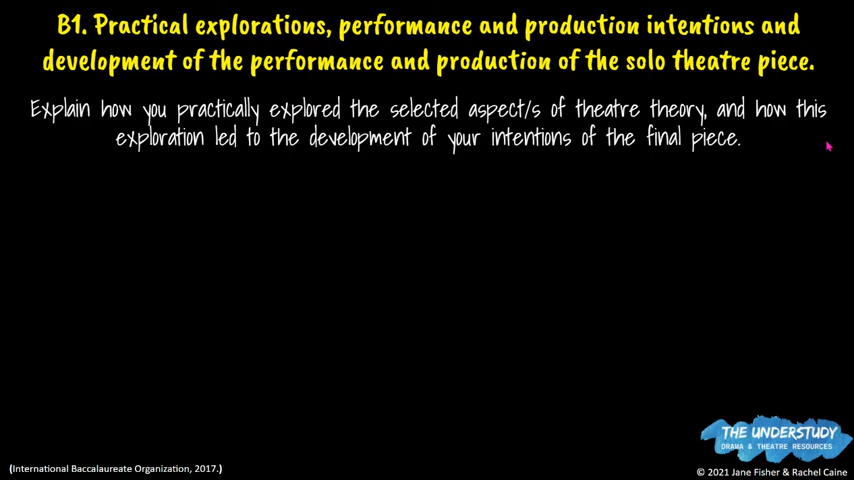 B1. Practical explorations, performance and production intentions and
development of the performance and production of the solo theatre piece.
Explain how you practically explored the selected aspect/s of theatre theory, and how this
exploration led to the development of your intentions of the final piece.
THE UNDERSTUDY
DRAMA & THEATRE RESOURCES
(International Baccalaureate Organization, 2017.)
© 2021 Jane Fisher & Rachel Caine